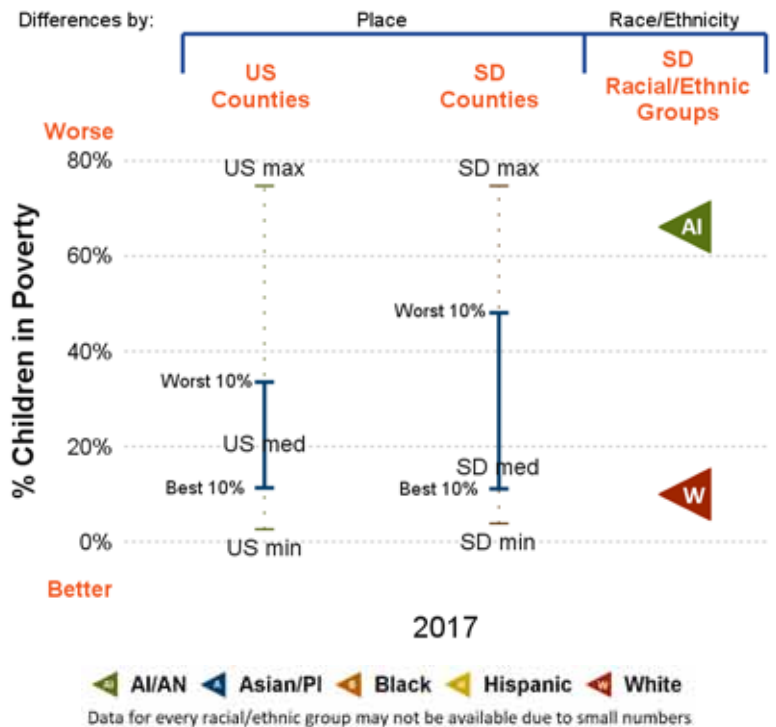 Differences by: Place Race/Ethnicity
US Counties
SD Counties
SD Racial/Ethnic Groups
Worse
80%
US max
SD max
AI
60%
Worst 10%
40%
Worst 10%
% Children in Poverty
20%
US med
SD med
Best 10%
Best 10%
W
0%
US min
SD min
Better
2017
AI AI/AN A Asian/PI B Black H Hispanic W White
Data for every racial/ethnic group may not be available due to small numbers